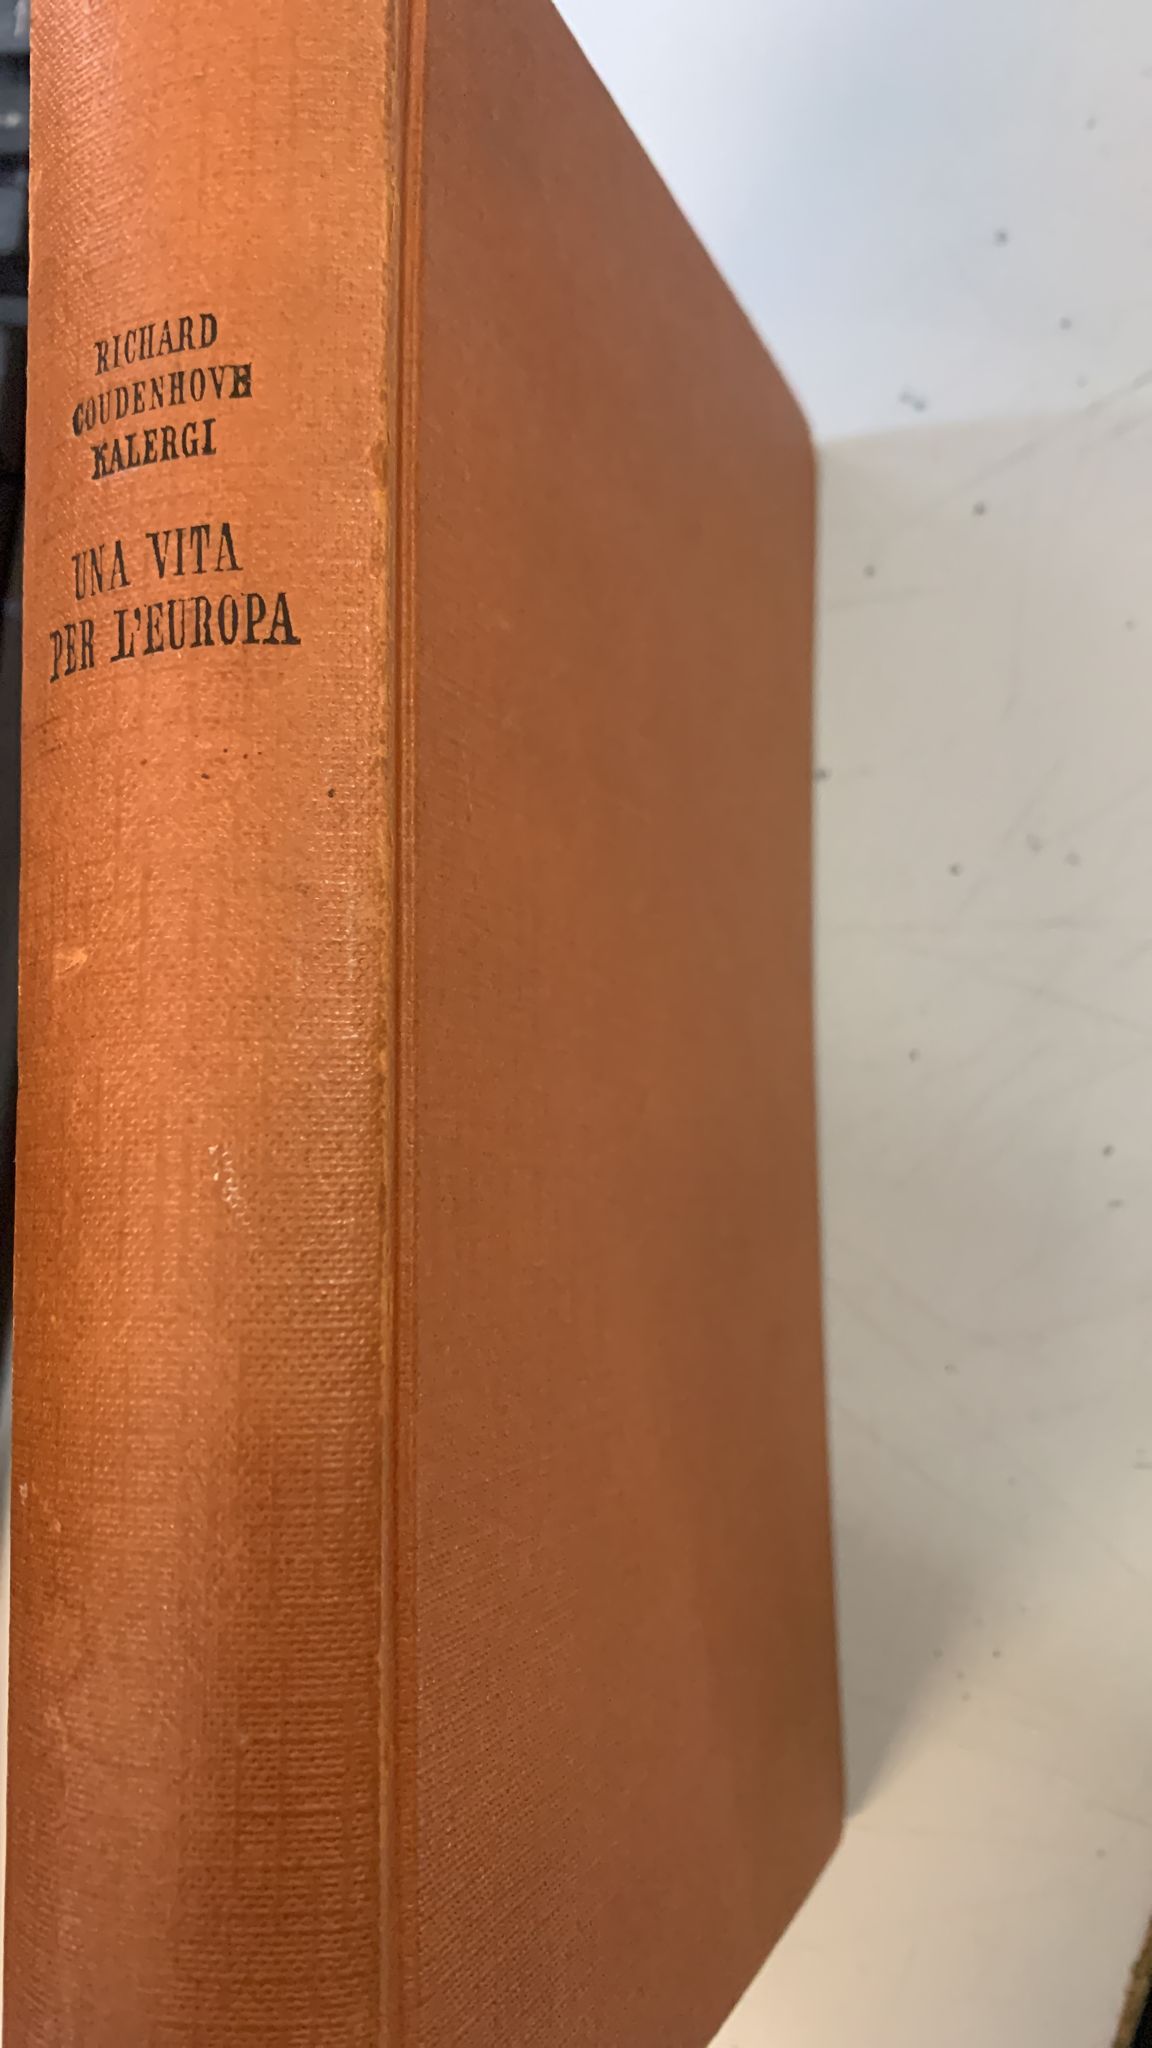 RICHARD
COUDENHOVE
KALERGI
UNA VITA
PER L'EUROPA